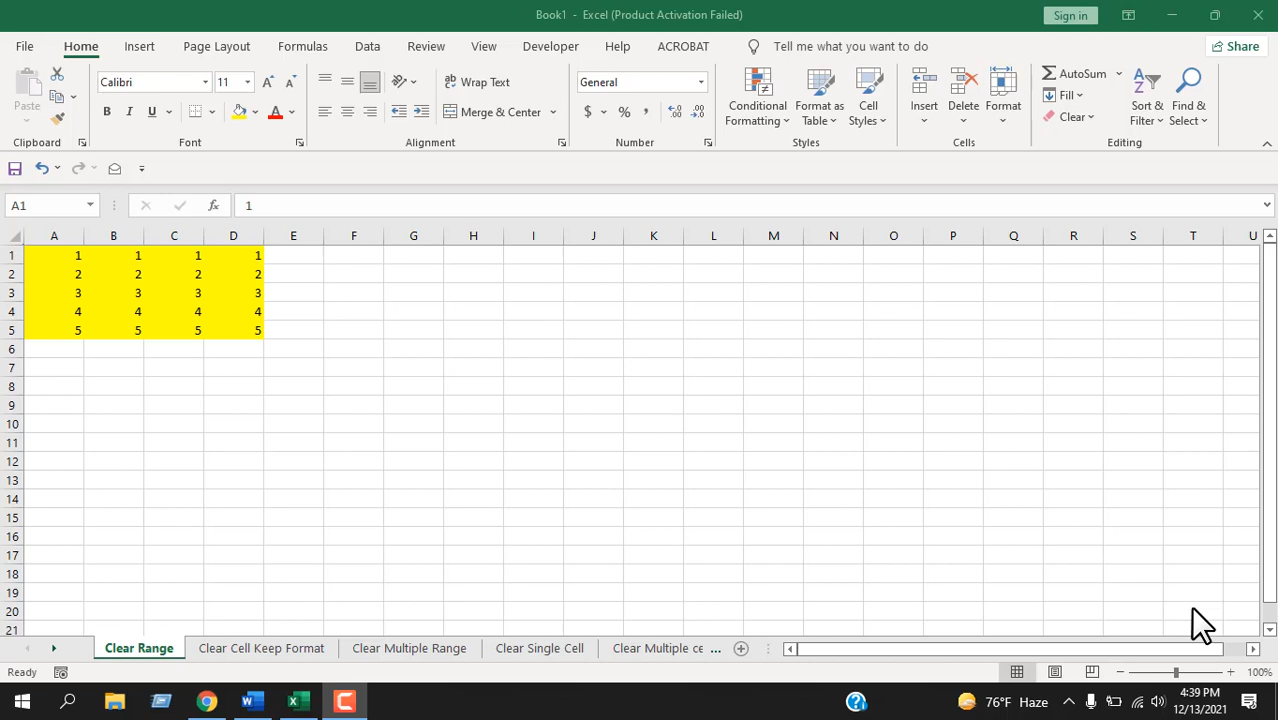 Book1 - Excel (Product Activation Failed)
Sign in
File Home Insert Page Layout Formulas Data Review View Developer Help ACROBAT Tell me what you want to do Share
Paste
Calibri 11 A A
Wrap Text
General
B I U A
Merge & Center
$ % ,
Conditional Formatting
Format as Table
Cell Styles
Insert Delete Format
AutoSum
Fill
Clear
Sort & Filter
Find & Select
Clipboard Font Alignment Number Styles Cells Editing
A1 fx 1
A B C D E F G H I J K L M N O P Q R S T U
1 1 1 1 1
2 2 2 2 2
3 3 3 3 3
4 4 4 4 4
5 5 5 5 5
6
7
8
9
10
11
12
13
14
15
16
17
18
19
20
21
Clear Range Clear Cell Keep Format Clear Multiple Range Clear Single Cell Clear Multiple ce ...
Ready 100%
76°F Haze
4:39 PM
12/13/2021